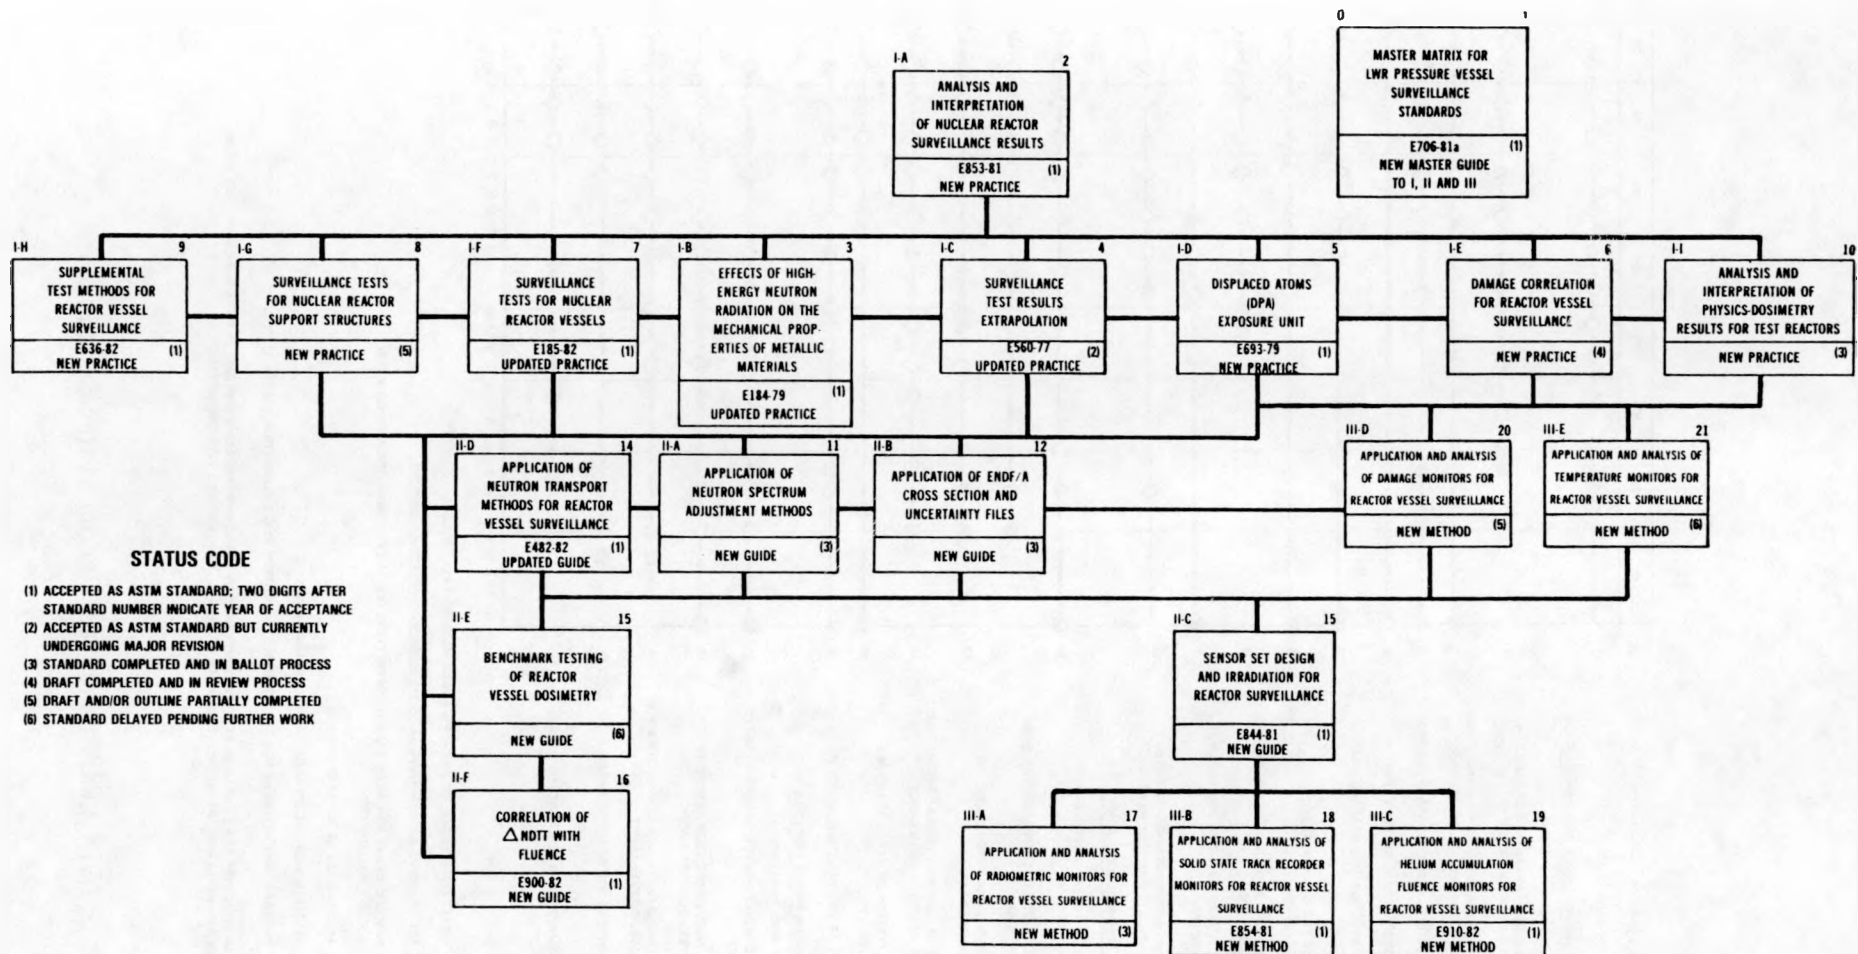 0 1
MASTER MATRIX FOR
LWR PRESSURE VESSEL
SURVEILLANCE
STANDARDS
E706-81a (1)
NEW MASTER GUIDE
TO I, II AND III
I-A 2
ANALYSIS AND
INTERPRETATION
OF NUCLEAR REACTOR
SURVEILLANCE RESULTS
E853-81 (1)
NEW PRACTICE
I-H 9
SUPPLEMENTAL
TEST METHODS FOR
REACTOR VESSEL
SURVEILLANCE
E636-82 (1)
NEW PRACTICE
I-G 8
SURVEILLANCE TESTS
FOR NUCLEAR REACTOR
SUPPORT STRUCTURES
NEW PRACTICE (5)
I-F 7
SURVEILLANCE
TESTS FOR NUCLEAR
REACTOR VESSELS
E185-82 (1)
UPDATED PRACTICE
I-B 3
EFFECTS OF HIGH-
ENERGY NEUTRON
RADIATION ON THE
MECHANICAL PROP-
ERTIES OF METALLIC
MATERIALS
E184-79 (1)
UPDATED PRACTICE
I-C 4
SURVEILLANCE
TEST RESULTS
EXTRAPOLATION
E560-77 (2)
UPDATED PRACTICE
I-D 5
DISPLACED ATOMS
(DPA)
EXPOSURE UNIT
E693-79 (1)
NEW PRACTICE
I-E 6
DAMAGE CORRELATION
FOR REACTOR VESSEL
SURVEILLANCE
NEW PRACTICE (4)
I-I 10
ANALYSIS AND
INTERPRETATION OF
PHYSICS-DOSIMETRY
RESULTS FOR TEST REACTORS
NEW PRACTICE (3)
II-D 14
APPLICATION OF
NEUTRON TRANSPORT
METHODS FOR REACTOR
VESSEL SURVEILLANCE
E482-82 (1)
UPDATED GUIDE
II-A 11
APPLICATION OF
NEUTRON SPECTRUM
ADJUSTMENT METHODS
NEW GUIDE (3)
II-B 12
APPLICATION OF ENDF/A
CROSS SECTION AND
UNCERTAINTY FILES
NEW GUIDE (3)
III-D 20
APPLICATION AND ANALYSIS
OF DAMAGE MONITORS FOR
REACTOR VESSEL SURVEILLANCE
NEW METHOD (5)
III-E 21
APPLICATION AND ANALYSIS OF
TEMPERATURE MONITORS FOR
REACTOR VESSEL SURVEILLANCE
NEW METHOD (6)
STATUS CODE
(1) ACCEPTED AS ASTM STANDARD; TWO DIGITS AFTER
STANDARD NUMBER INDICATE YEAR OF ACCEPTANCE
(2) ACCEPTED AS ASTM STANDARD BUT CURRENTLY
UNDERGOING MAJOR REVISION
(3) STANDARD COMPLETED AND IN BALLOT PROCESS
(4) DRAFT COMPLETED AND IN REVIEW PROCESS
(5) DRAFT AND/OR OUTLINE PARTIALLY COMPLETED
(6) STANDARD DELAYED PENDING FURTHER WORK
II-E 15
BENCHMARK TESTING
OF REACTOR
VESSEL DOSIMETRY
NEW GUIDE (6)
II-C 15
SENSOR SET DESIGN
AND IRRADIATION FOR
REACTOR SURVEILLANCE
E844-81 (1)
NEW GUIDE
II-F 16
CORRELATION OF
△ NDTT WITH
FLUENCE
E900-82 (1)
NEW GUIDE
III-A 17
APPLICATION AND ANALYSIS
OF RADIOMETRIC MONITORS FOR
REACTOR VESSEL SURVEILLANCE
NEW METHOD (3)
III-B 18
APPLICATION AND ANALYSIS OF
SOLID STATE TRACK RECORDER
MONITORS FOR REACTOR VESSEL
SURVEILLANCE
E854-81 (1)
NEW METHOD
III-C 19
APPLICATION AND ANALYSIS OF
HELIUM ACCUMULATION
FLUENCE MONITORS FOR
REACTOR VESSEL SURVEILLANCE
E910-82 (1)
NEW METHOD